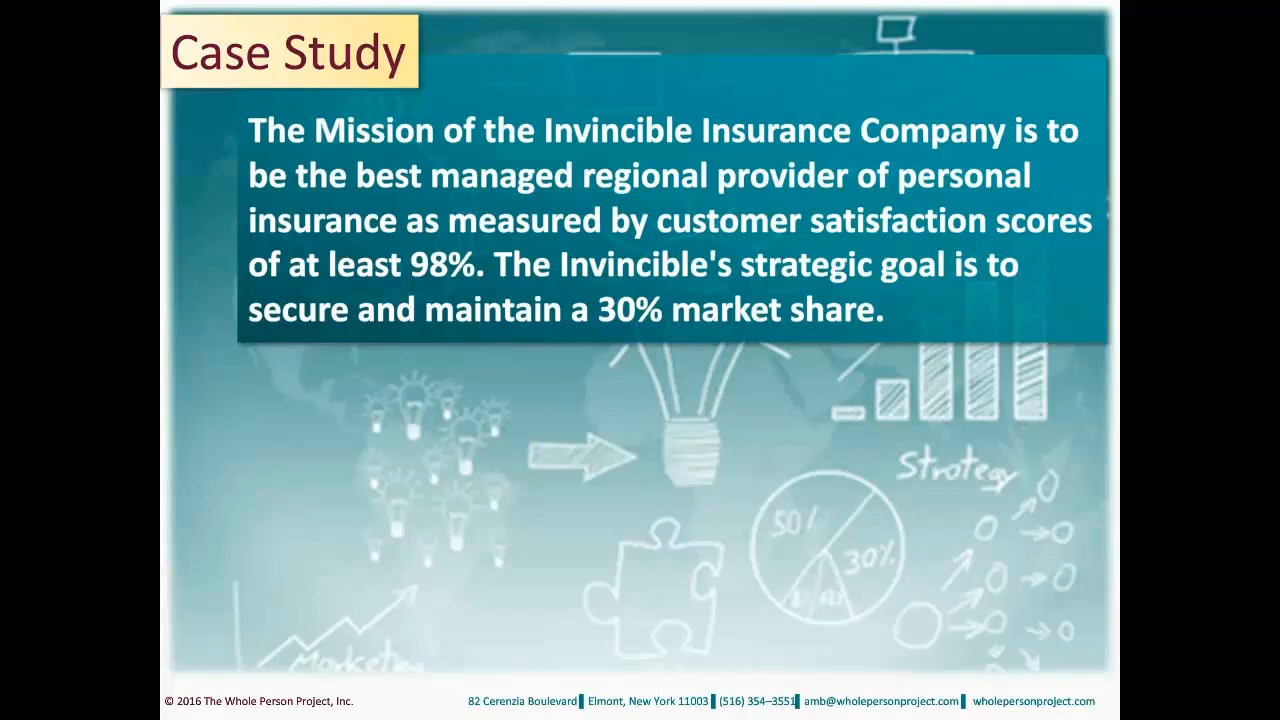 Case Study
The Mission of the Invincible Insurance Company is to
be the best managed regional provider of personal
insurance as measured by customer satisfaction scores
of at least 98%. The Invincible's strategic goal is to
secure and maintain a 30% market share.
Strategy
50%
30%
Marketing
© 2016 The Whole Person Project, Inc.
82 Cerenzia Boulevard Elmont, New York 11003 (516) 354–3551 amb@wholepersonproject.com wholepersonproject.com